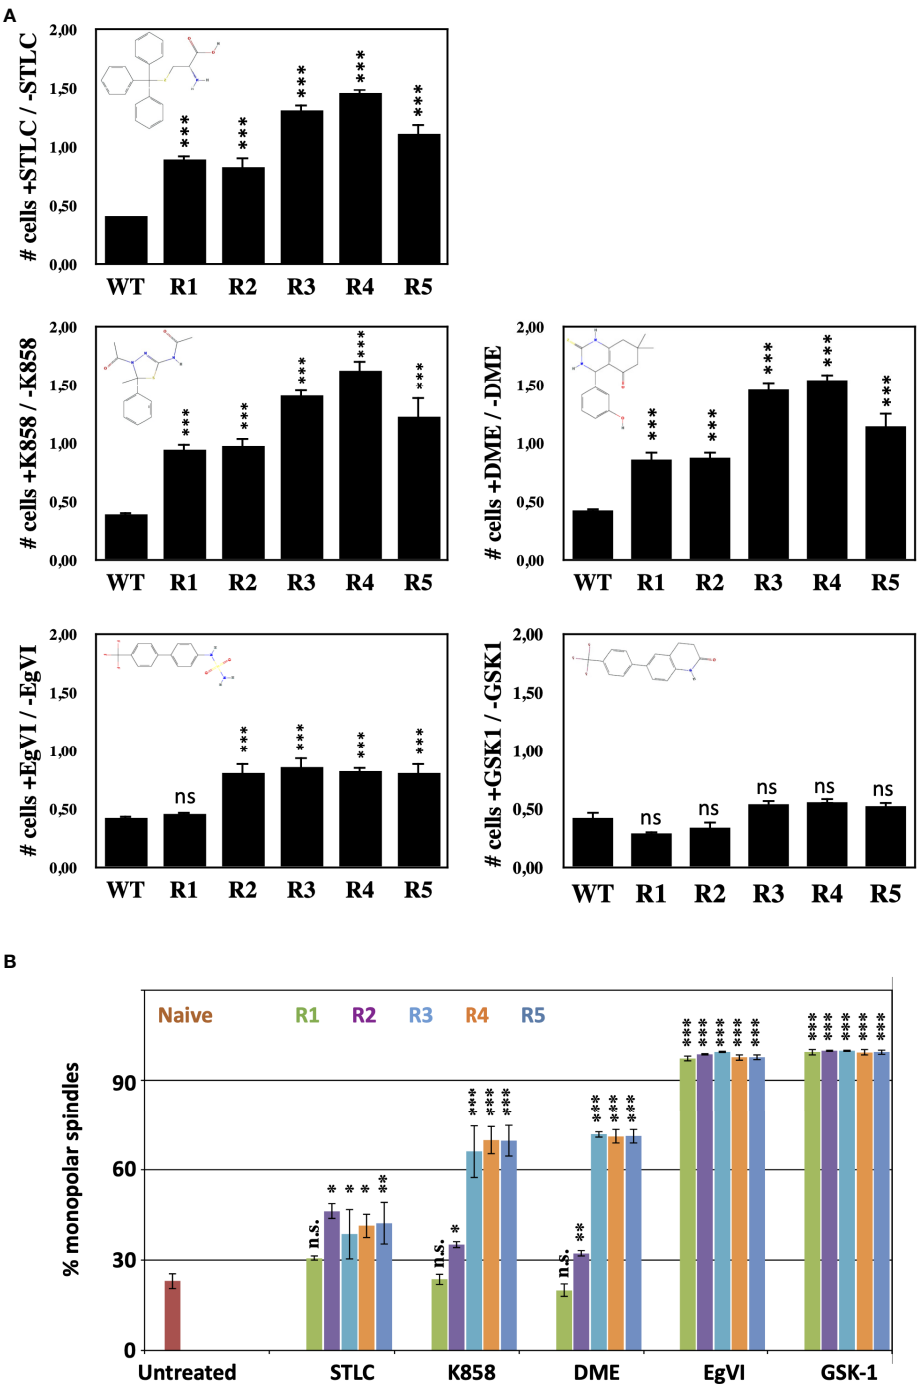 A
# cells +STLC / -STLC
2,00
1,50
1,00
0,50
0,00
***
***
***
***
***
WT R1 R2 R3 R4 R5
# cells +K858 / -K858
2,00
1,50
1,00
0,50
0,00
***
***
***
***
***
WT R1 R2 R3 R4 R5
# cells +DME / -DME
2,00
1,50
1,00
0,50
0,00
***
***
***
***
***
WT R1 R2 R3 R4 R5
# cells +EgVI / -EgVI
2,00
1,50
1,00
0,50
0,00
ns
***
***
***
***
WT R1 R2 R3 R4 R5
# cells +GSK1 / -GSK1
2,00
1,50
1,00
0,50
0,00
ns
ns
ns
ns
ns
WT R1 R2 R3 R4 R5
B
% monopolar spindles
Naive R1 R2 R3 R4 R5
90
60
30
0
n.s. * * * **
n.s. * *** *** ***
n.s. ** *** *** ***
*** *** *** *** ***
*** *** *** *** ***
Untreated STLC K858 DME EgVI GSK-1